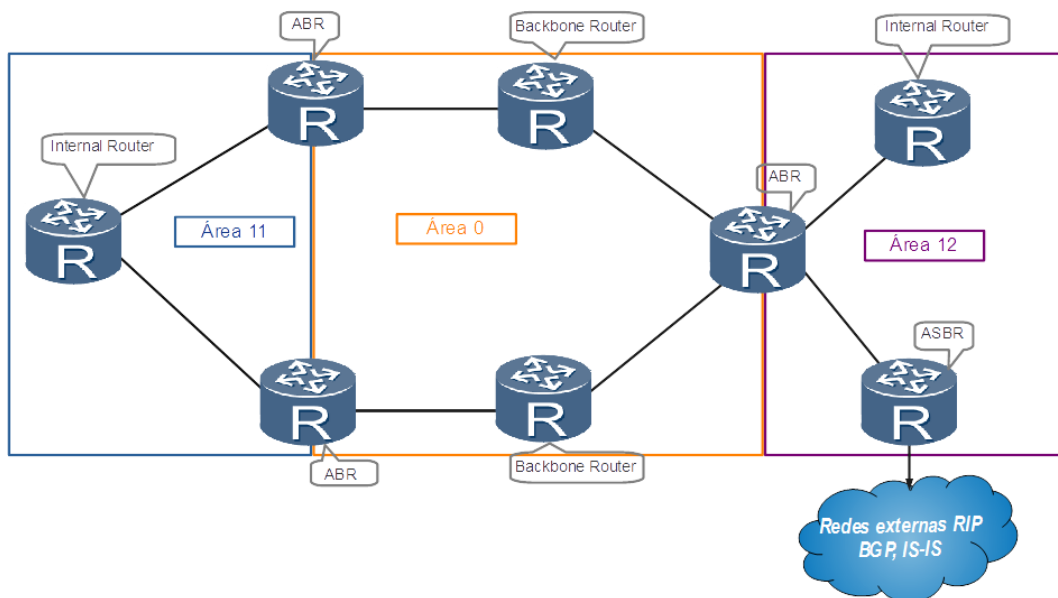 ABR
Backbone Router
Internal Router
R
R
R
Internal Router
ABR
R
Área 11
Área 0
R
Área 12
ASBR
R
R
R
ABR
Backbone Router
Redes externas RIP
BGP, IS-IS